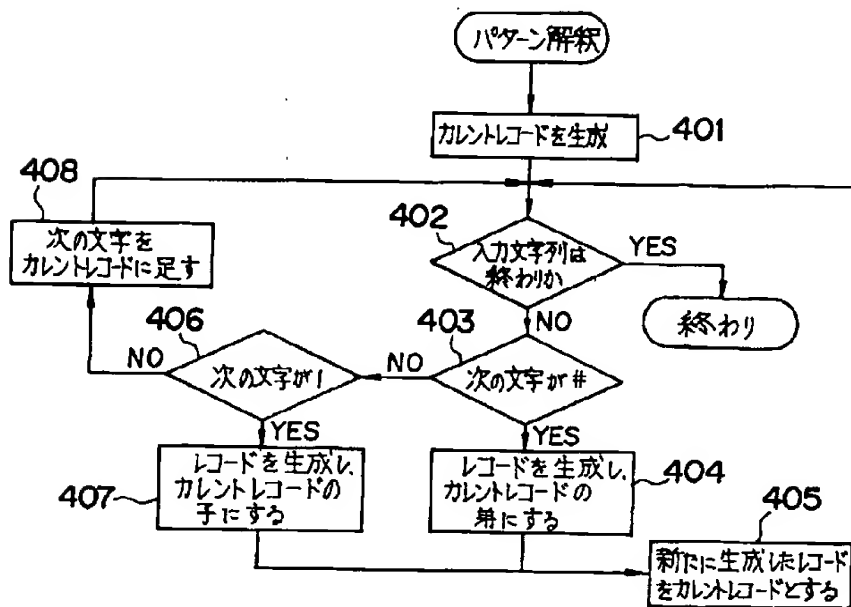 パターン解釈
カレントレコードを生成
401
408
次の文字を
カレントレコードに足す
402
入力文字列は
終わりか
YES
終わり
NO
406
403
NO
次の文字が/
NO
次の文字が#
YES
YES
407
レコードを生成し、
カレントレコードの
子にする
レコードを生成し、
カレントレコードの
弟にする
404
405
新たに生成したレコード
をカレントレコードとする